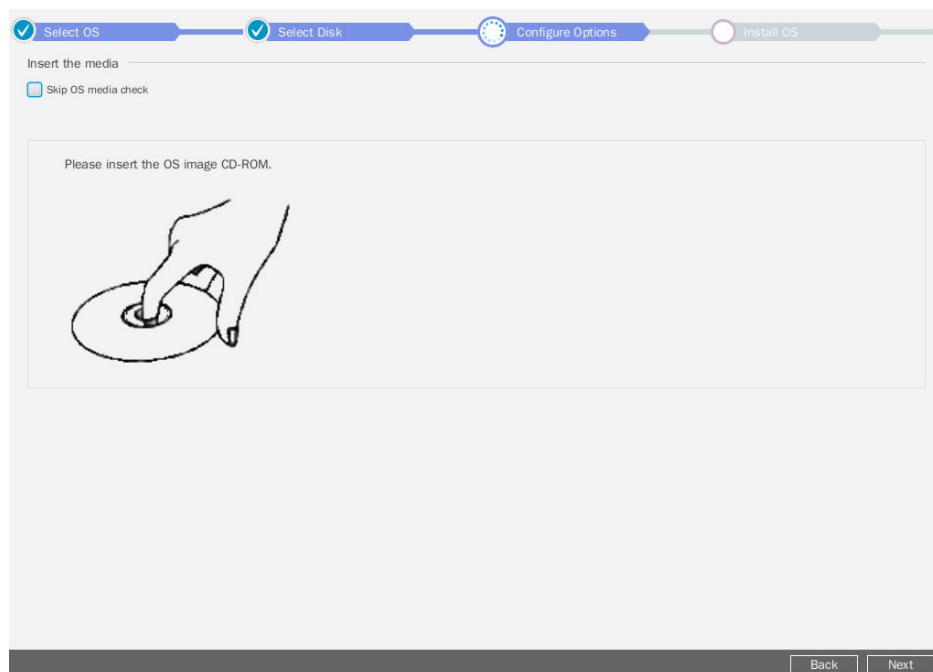 Select OS
Select Disk
Configure Options
Install OS
Insert the media
Skip OS media check
Please insert the OS image CD-ROM.
Back
Next